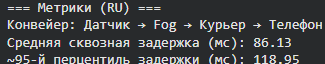 === Метрики (RU) ===
Конвейер: Датчик → Fog → Курьер → Телефон
Средняя сквозная задержка (мс): 86.13
~95-й перцентиль задержки (мс): 118.95